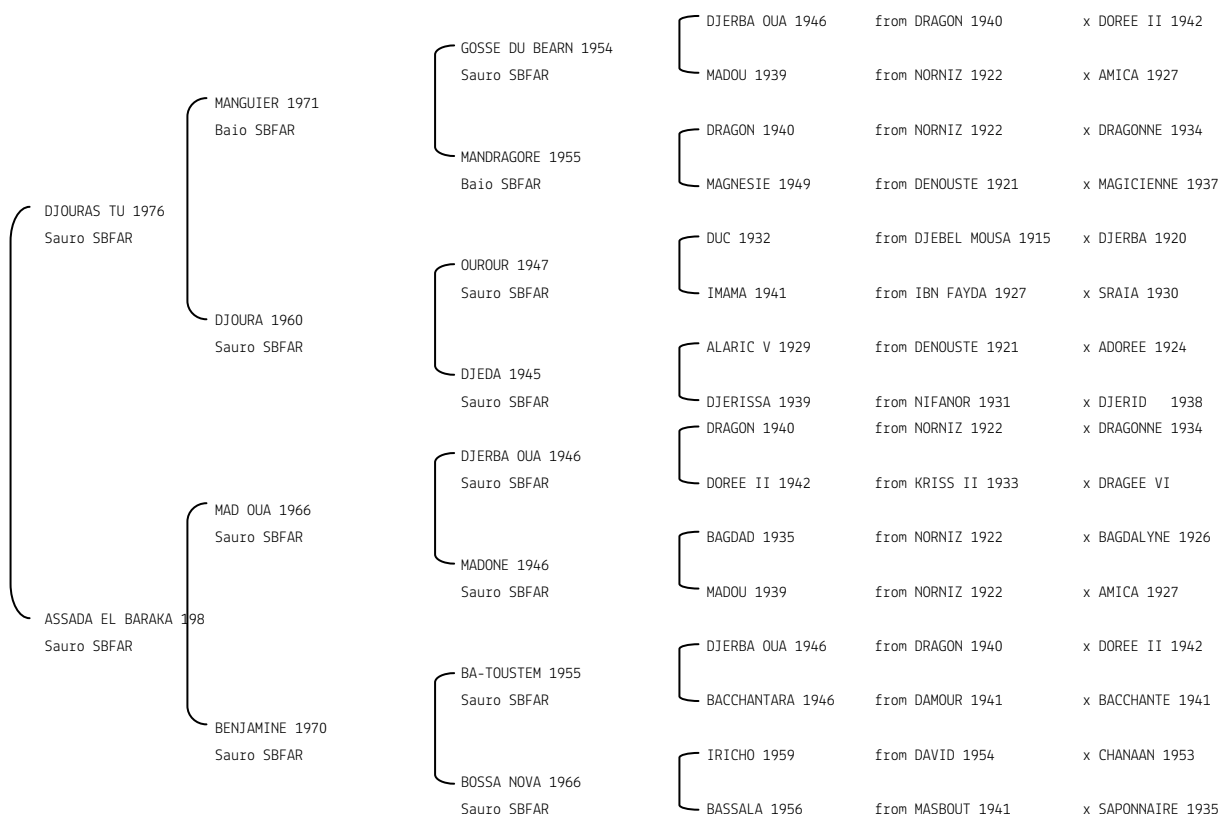 DJERBA OUA 1946 from DRAGON 1940 x DOREE II 1942
GOSSE DU BEARN 1954
Sauro SBFAR
MADOU 1939 from NORNIZ 1922 x AMICA 1927
MANGUIER 1971
Baio SBFAR
DRAGON 1940 from NORNIZ 1922 x DRAGONNE 1934
MANDRAGORE 1955
Baio SBFAR
MAGNESIE 1949 from DENOUSTE 1921 x MAGICIENNE 1937
DJOURAS TU 1976
Sauro SBFAR
DUC 1932 from DJEBEL MOUSA 1915 x DJERBA 1920
OUROUR 1947
Sauro SBFAR
IMAMA 1941 from IBN FAYDA 1927 x SRAIA 1930
DJOURA 1960
Sauro SBFAR
ALARIC V 1929 from DENOUSTE 1921 x ADOREE 1924
DJEDA 1945
Sauro SBFAR
DJERISSA 1939 from NIFANOR 1931 x DJERID 1938
DRAGON 1940 from NORNIZ 1922 x DRAGONNE 1934
DJERBA OUA 1946
Sauro SBFAR
DOREE II 1942 from KRISS II 1933 x DRAGEE VI
MAD OUA 1966
Sauro SBFAR
BAGDAD 1935 from NORNIZ 1922 x BAGDALYNE 1926
MADONE 1946
Sauro SBFAR
MADOU 1939 from NORNIZ 1922 x AMICA 1927
ASSADA EL BARAKA 198
Sauro SBFAR
DJERBA OUA 1946 from DRAGON 1940 x DOREE II 1942
BA-TOUSTEM 1955
Sauro SBFAR
BACCHANTARA 1946 from DAMOUR 1941 x BACCHANTE 1941
BENJAMINE 1970
Sauro SBFAR
IRICHO 1959 from DAVID 1954 x CHANAAN 1953
BOSSA NOVA 1966
Sauro SBFAR
BASSALA 1956 from MASBOUT 1941 x SAPONNAIRE 1935